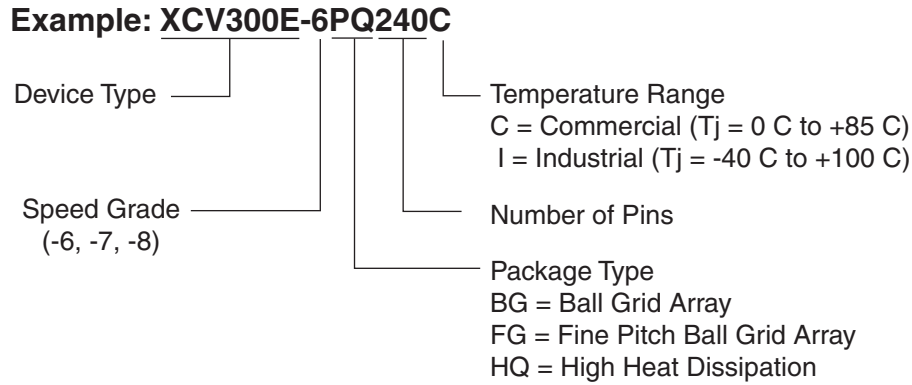 Example: XCV300E-6PQ240C
Device Type
Temperature Range
C = Commercial (Tj = 0 C to +85 C)
I = Industrial (Tj = -40 C to +100 C)
Speed Grade
(-6, -7, -8)
Number of Pins
Package Type
BG = Ball Grid Array
FG = Fine Pitch Ball Grid Array
HQ = High Heat Dissipation